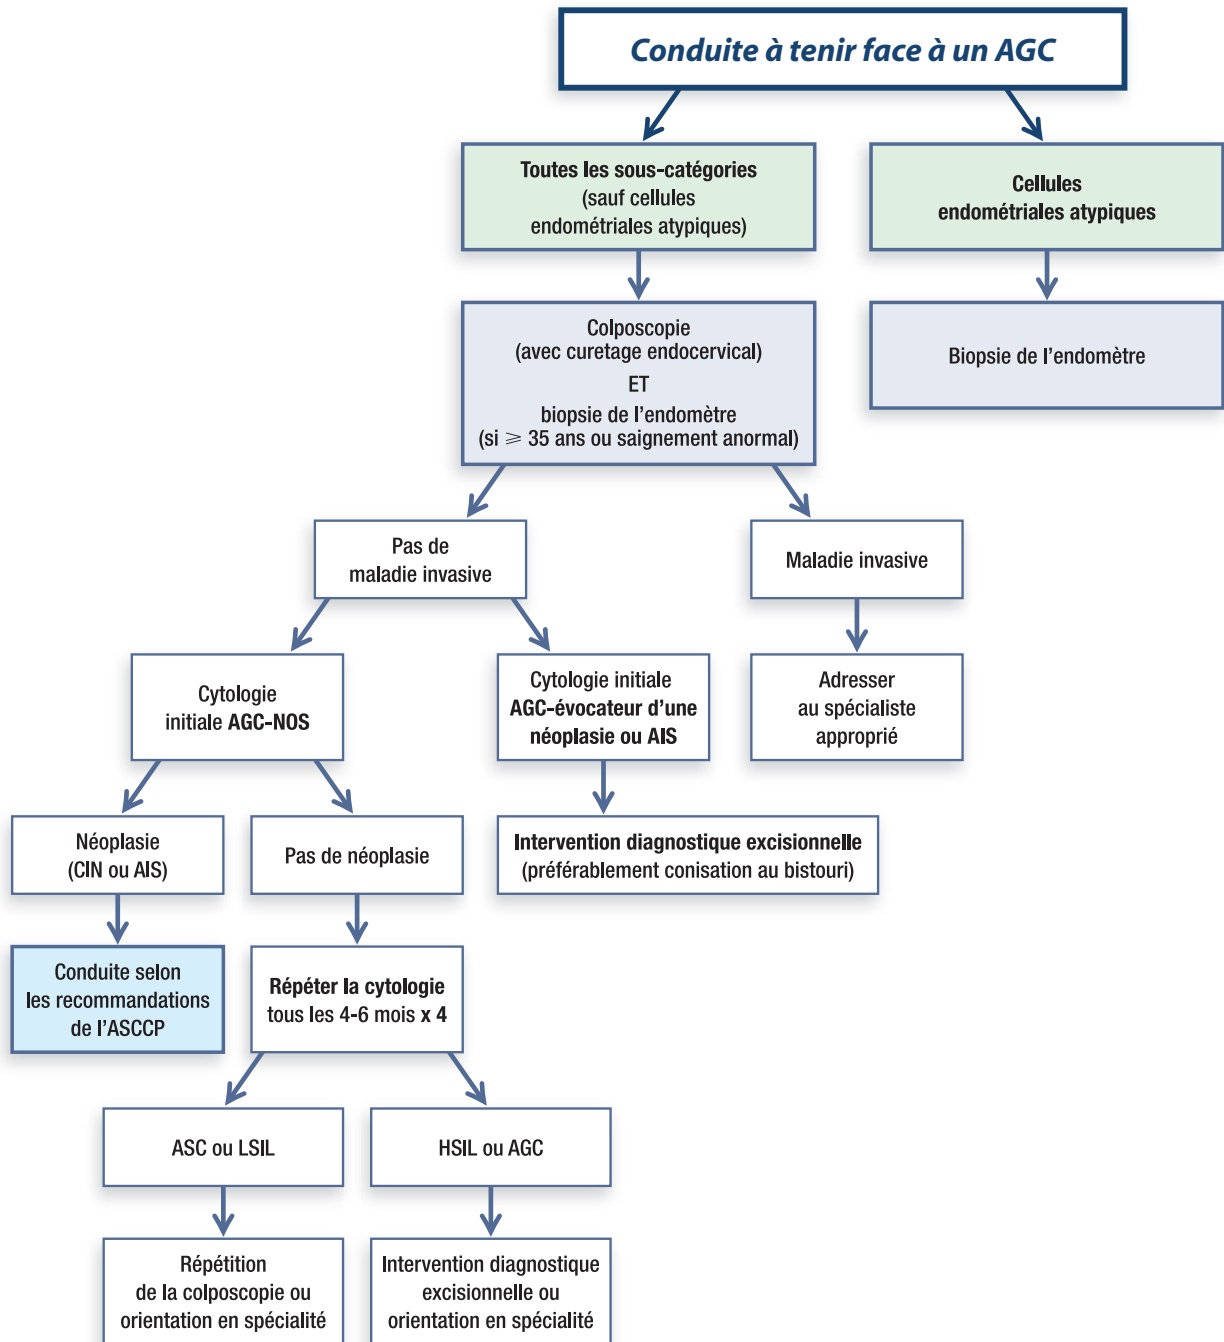 Conduite à tenir face à un AGC
Toutes les sous-catégories
(sauf cellules
endométriales atypiques)
Cellules
endométriales atypiques
Colposcopie
(avec curetage endocervical)
ET
biopsie de l’endomètre
(si ⩾ 35 ans ou saignement anormal)
Biopsie de l’endomètre
Pas de
maladie invasive
Maladie invasive
Cytologie
initiale AGC-NOS
Cytologie initiale
AGC-évocateur d’une
néoplasie ou AIS
Adresser
au spécialiste
approprié
Néoplasie
(CIN ou AIS)
Pas de néoplasie
Intervention diagnostique excisionnelle
(préférablement conisation au bistouri)
Conduite selon
les recommandations
de l’ASCCP
Répéter la cytologie
tous les 4-6 mois x 4
ASC ou LSIL
HSIL ou AGC
Répétition
de la colposcopie ou
orientation en spécialité
Intervention diagnostique
excisionnelle ou
orientation en spécialité